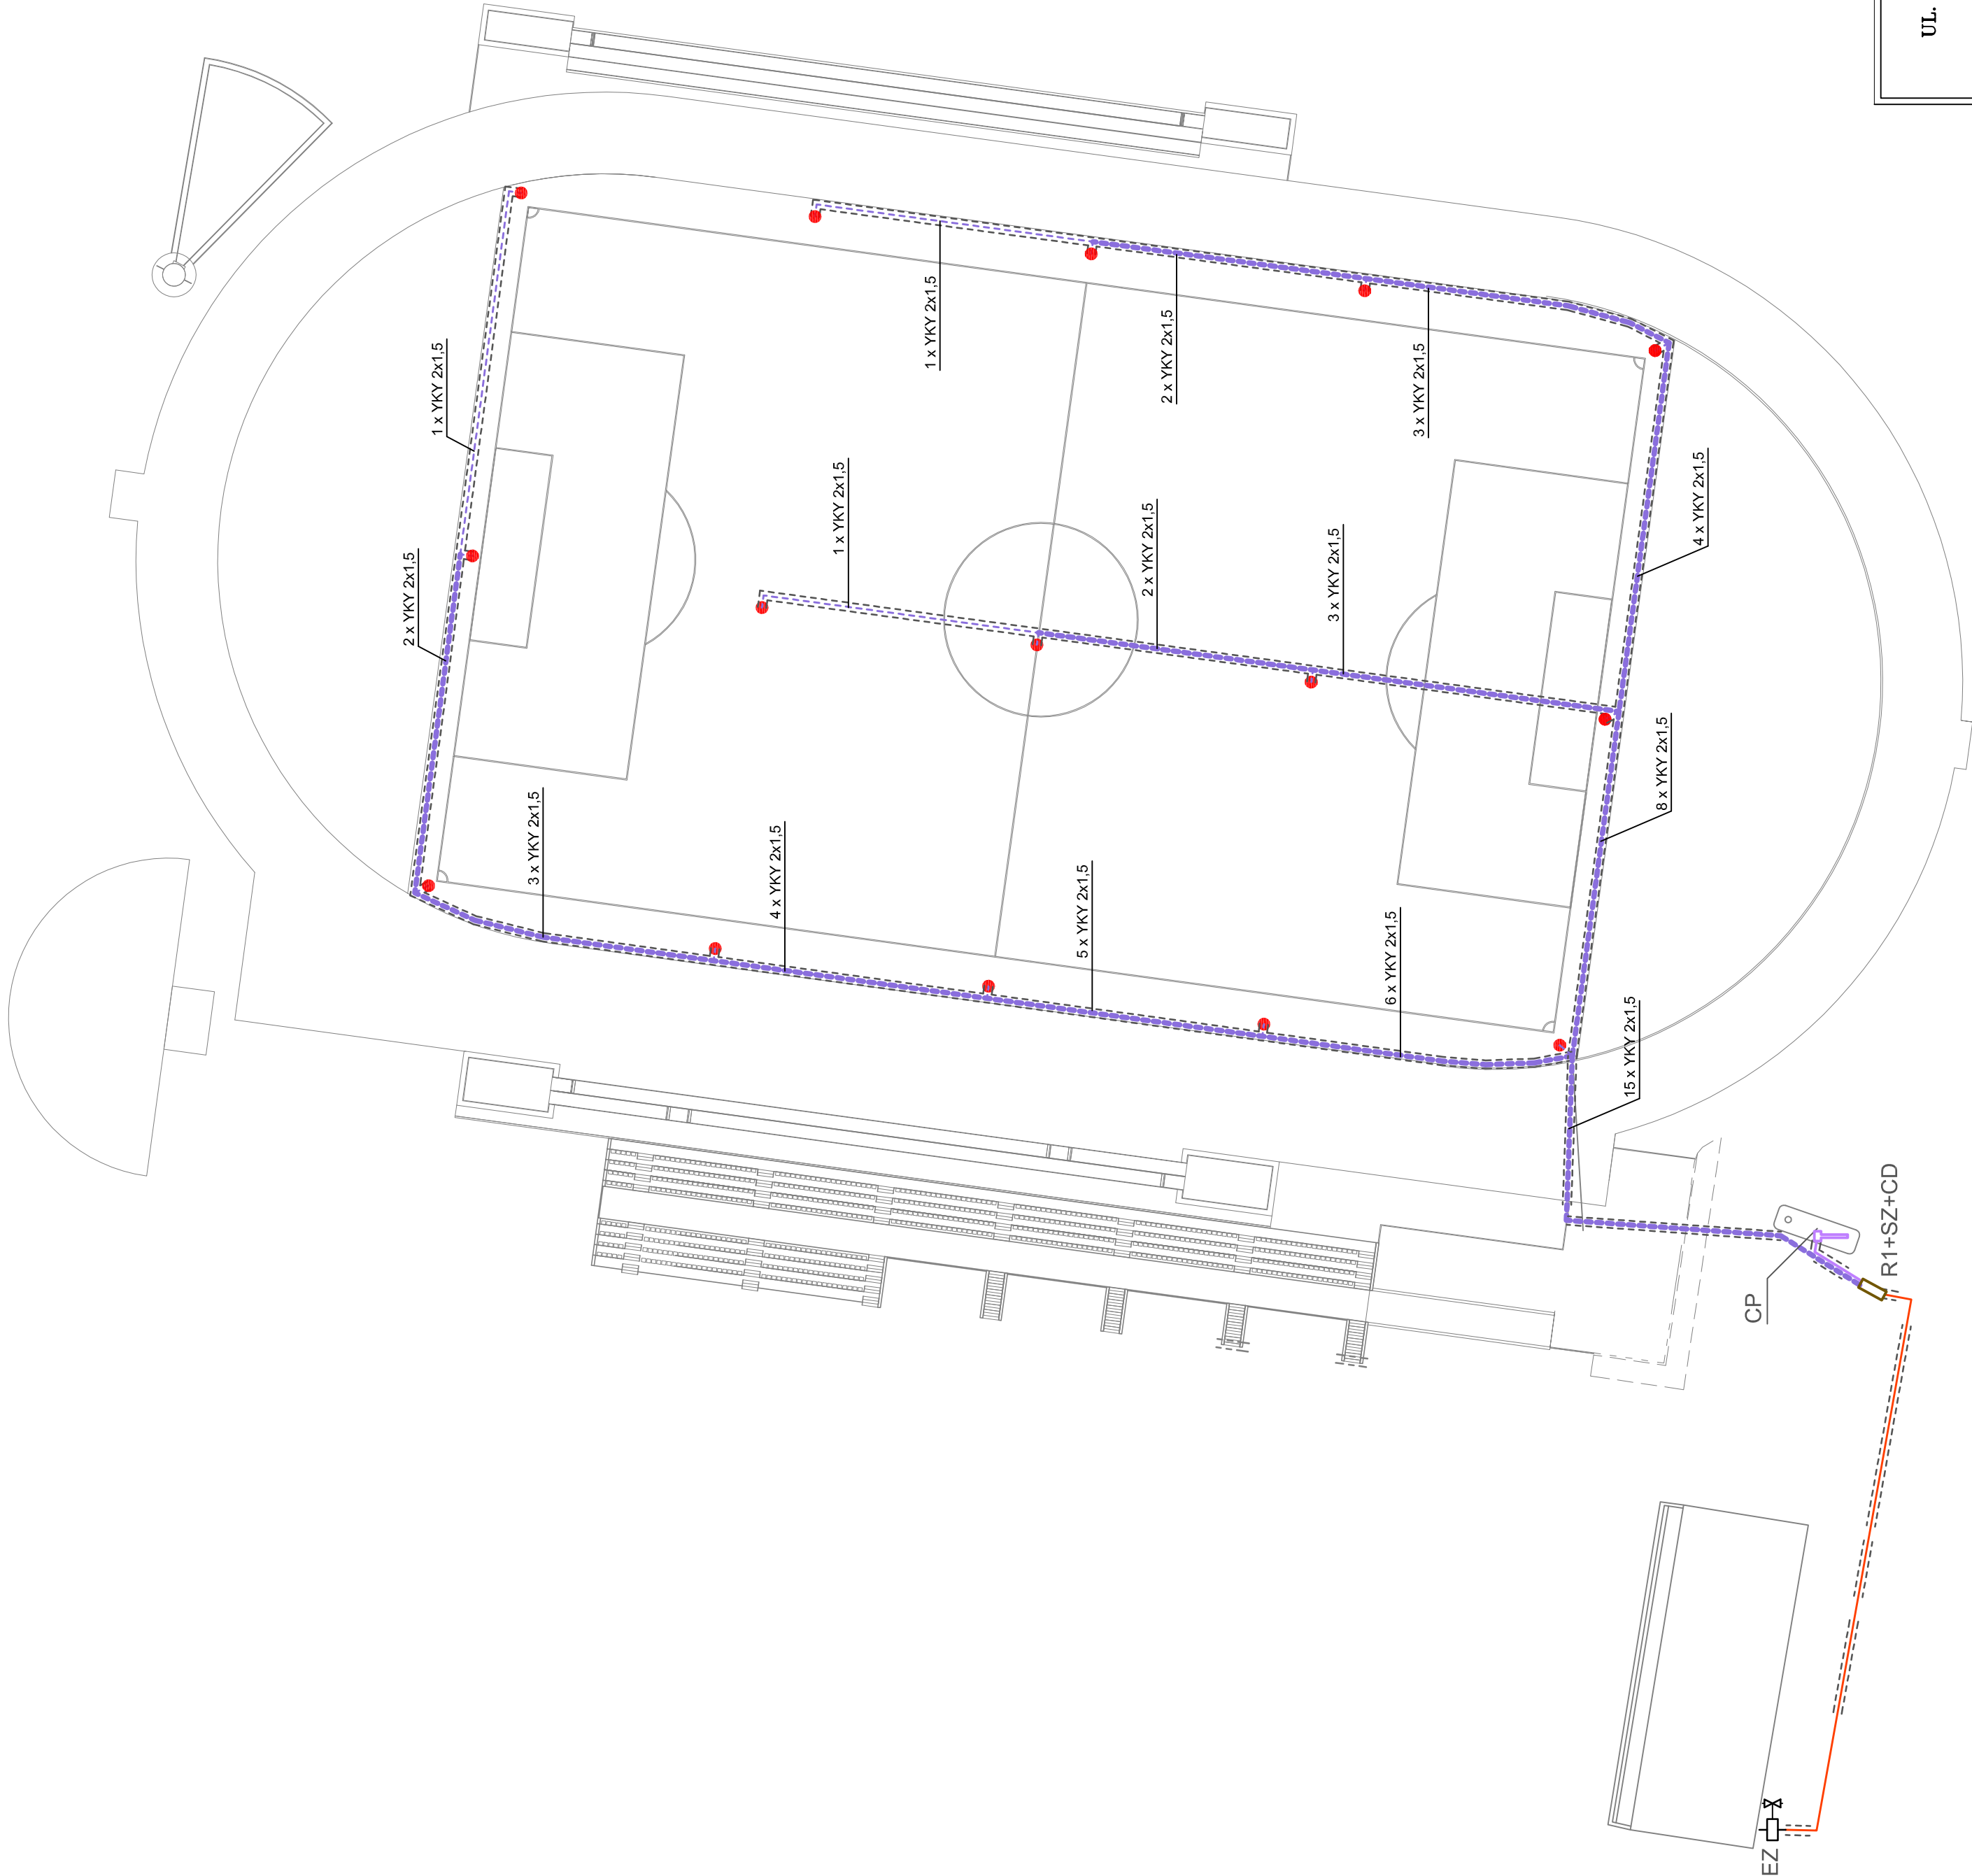 UL.
1 x YKY 2x1,5
1 x YKY 2x1,5
2 x YKY 2x1,5
3 x YKY 2x1,5
2 x YKY 2x1,5
1 x YKY 2x1,5
2 x YKY 2x1,5
3 x YKY 2x1,5
4 x YKY 2x1,5
3 x YKY 2x1,5
4 x YKY 2x1,5
5 x YKY 2x1,5
6 x YKY 2x1,5
8 x YKY 2x1,5
15 x YKY 2x1,5
R1+SZ+CD
CP
EZ